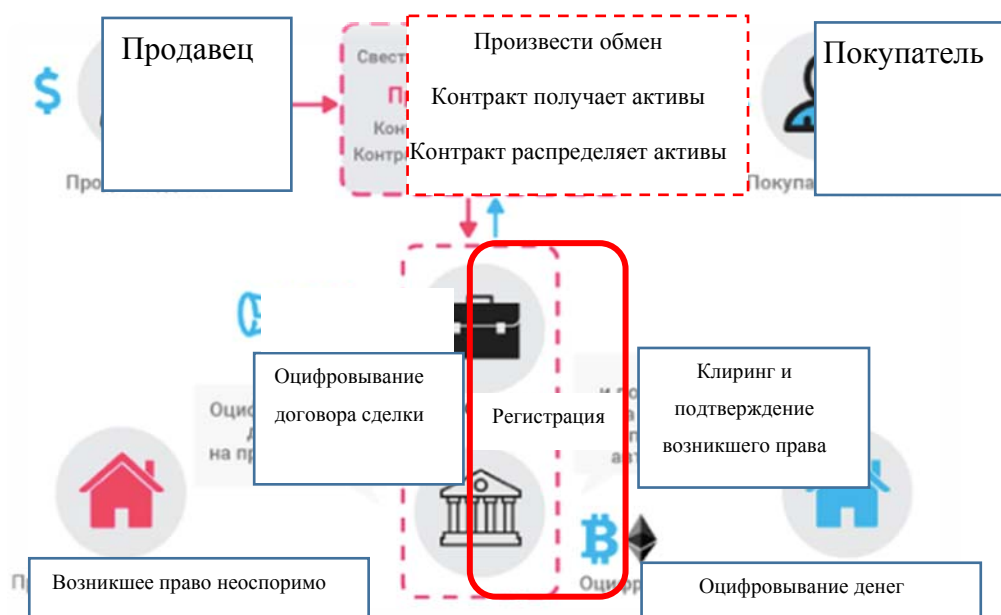 Продавец
Произвести обмен
Контракт получает активы
Контракт распределяет активы
Покупатель
$
Оцифровывание
договора сделки
Регистрация
Клиринг и
подтверждение
возникшего права
Возникшее право неоспоримо
Оцифровывание денег